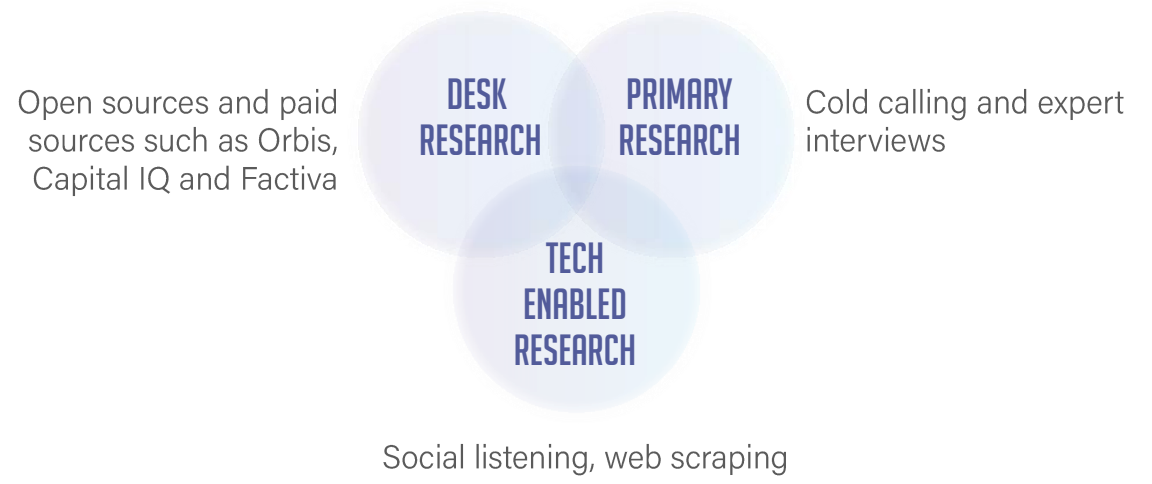 Open sources and paid
sources such as Orbis,
Capital IQ and Factiva
DESK
RESEARCH
PRIMARY
RESEARCH
Cold calling and expert
interviews
TECH
ENABLED
RESEARCH
Social listening, web scraping